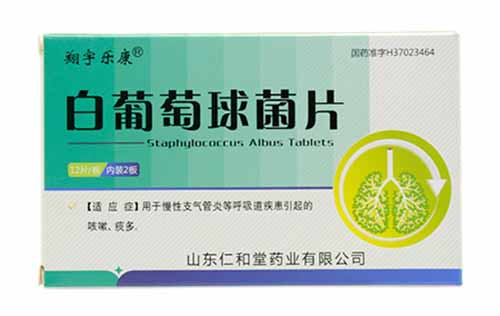 翔宇乐康®
国药准字H37023464
白葡萄球菌片
Staphylococcus Albus Tablets
12片/板 内装2板
【适 应 症】用于慢性支气管炎等呼吸道疾患引起的
咳嗽、痰多。
山东仁和堂药业有限公司